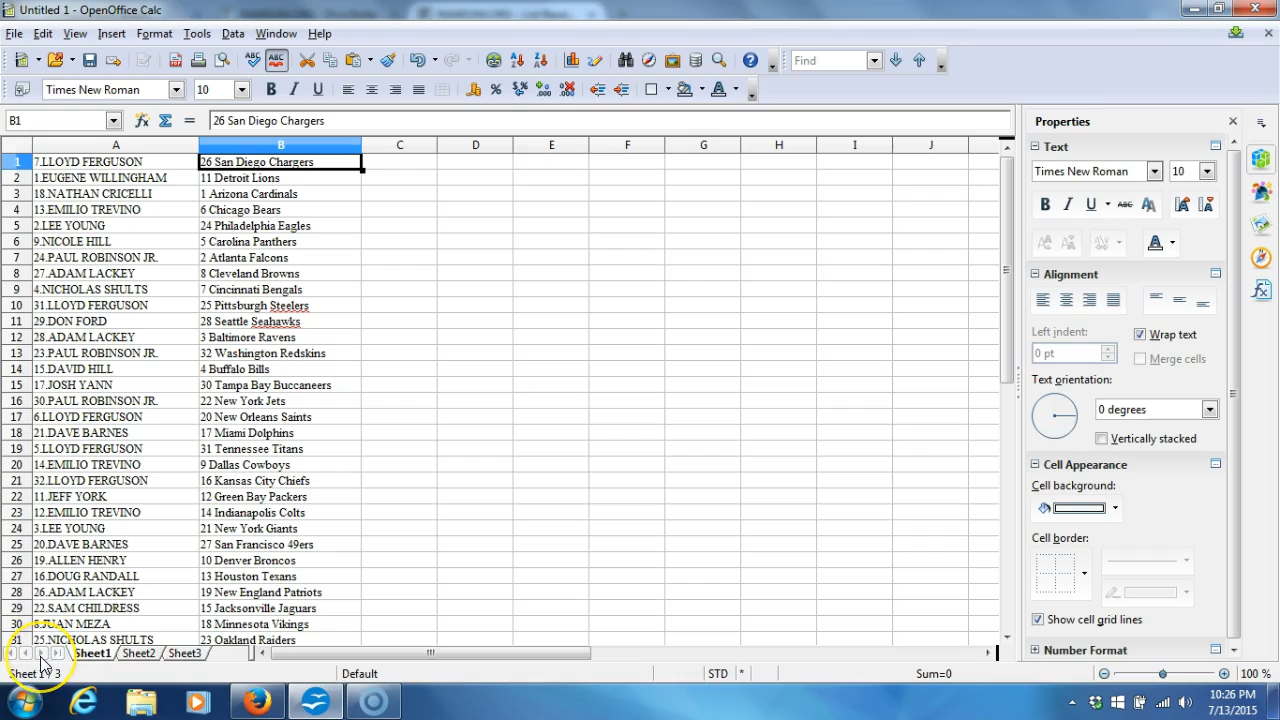 Untitled 1 - OpenOffice Calc
File Edit View Insert Format Tools Data Window Help
Find
Times New Roman 10
B1 26 San Diego Chargers
A B C D E F G H I J
1 7.LLOYD FERGUSON 26 San Diego Chargers
2 1.EUGENE WILLINGHAM 11 Detroit Lions
3 18.NATHAN CRICELLI 1 Arizona Cardinals
4 13.EMILIO TREVINO 6 Chicago Bears
5 2.LEE YOUNG 24 Philadelphia Eagles
6 9.NICOLE HILL 5 Carolina Panthers
7 24.PAUL ROBINSON JR. 2 Atlanta Falcons
8 27.ADAM LACKEY 8 Cleveland Browns
9 4.NICHOLAS SHULTS 7 Cincinnati Bengals
10 31.LLOYD FERGUSON 25 Pittsburgh Steelers
11 29.DON FORD 28 Seattle Seahawks
12 28.ADAM LACKEY 3 Baltimore Ravens
13 23.PAUL ROBINSON JR. 32 Washington Redskins
14 15.DAVID HILL 4 Buffalo Bills
15 17.JOSH YANN 30 Tampa Bay Buccaneers
16 30.PAUL ROBINSON JR. 22 New York Jets
17 6.LLOYD FERGUSON 20 New Orleans Saints
18 21.DAVE BARNES 17 Miami Dolphins
19 5.LLOYD FERGUSON 31 Tennessee Titans
20 14.EMILIO TREVINO 9 Dallas Cowboys
21 32.LLOYD FERGUSON 16 Kansas City Chiefs
22 11.JEFF YORK 12 Green Bay Packers
23 12.EMILIO TREVINO 14 Indianapolis Colts
24 3.LEE YOUNG 21 New York Giants
25 20.DAVE BARNES 27 San Francisco 49ers
26 19.ALLEN HENRY 10 Denver Broncos
27 16.DOUG RANDALL 13 Houston Texans
28 26.ADAM LACKEY 19 New England Patriots
29 22.SAM CHILDRESS 15 Jacksonville Jaguars
30 8.JUAN MEZA 18 Minnesota Vikings
31 25.NICHOLAS SHULTS 23 Oakland Raiders
Sheet1 Sheet2 Sheet3
Sheet 1 / 3 Default STD * Sum=0 100 %
Properties
Text
Times New Roman 10
Alignment
Left indent:
0 pt
Wrap text
Merge cells
Text orientation:
0 degrees
Vertically stacked
Cell Appearance
Cell background:
Cell border:
Show cell grid lines
Number Format
10:26 PM
7/13/2015